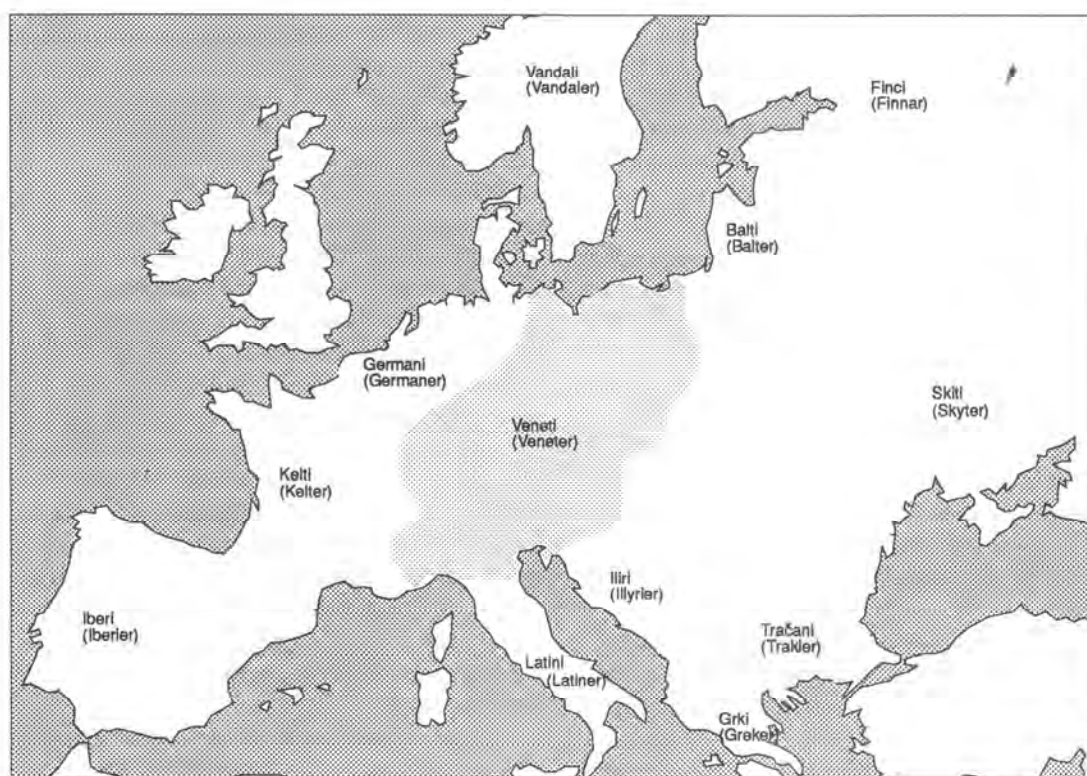 Vandali
(Vandaler)
Finci
(Finnar)
Balti
(Balter)
Germani
(Germaner)
Skiti
(Skyter)
Veneti
(Veneter)
Kelti
(Kelter)
Iliri
(Illyrier)
Iberi
(Iberier)
Tračani
(Trakier)
Latini
(Latiner)
Grki
(Greker)